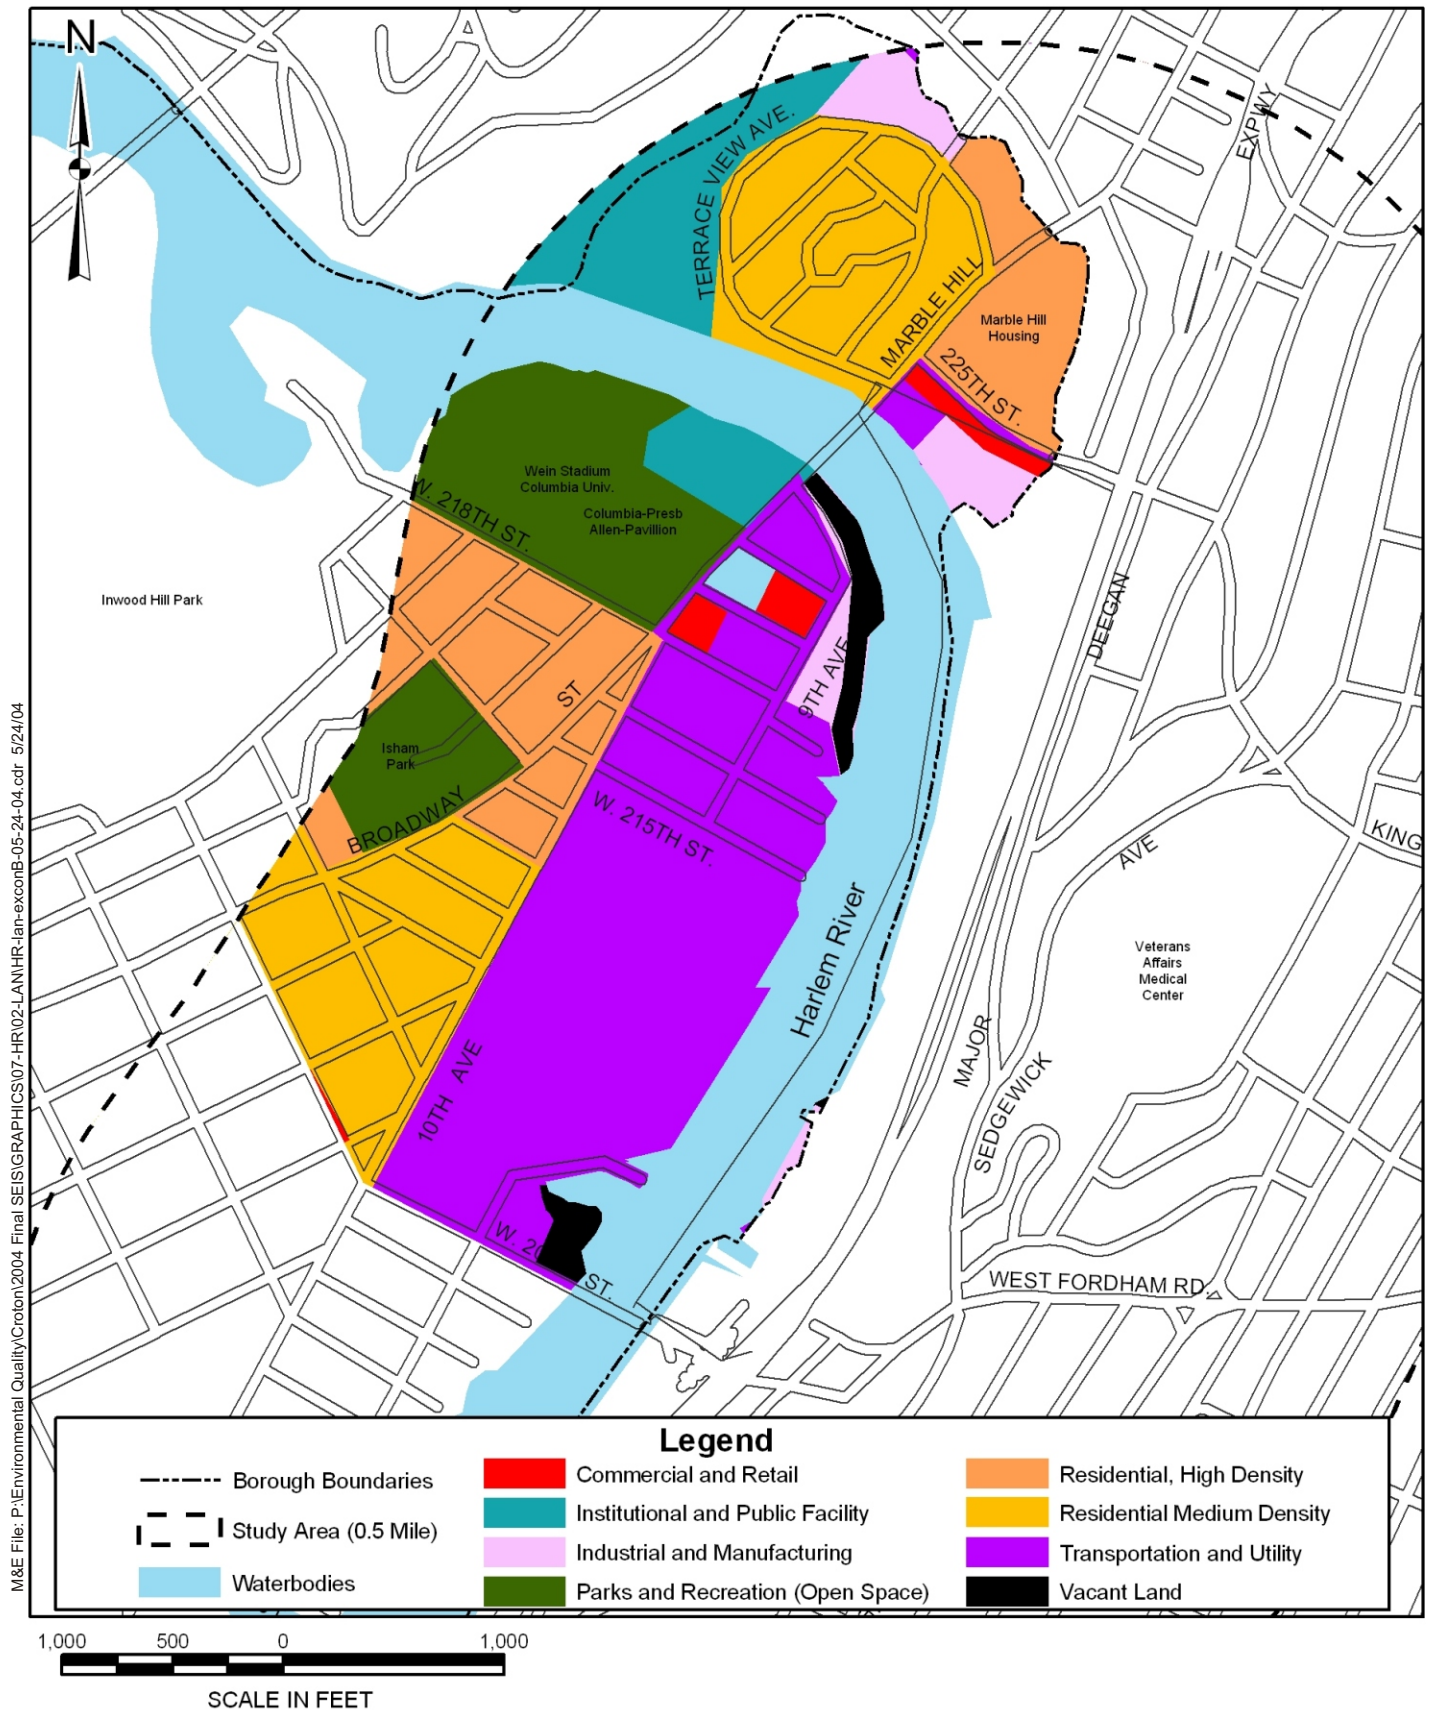 N
TERRACE VIEW AVE.
EXPWY
MARBLE HILL
Marble Hill
Housing
225TH ST.
Wein Stadium
Columbia Univ.
Columbia-Presb
Allen-Pavillion
W. 218TH ST.
Inwood Hill Park
DEEGAN
9TH AVE
ST
Isham
Park
BROADWAY
W. 215TH ST.
KING
AVE
Harlem River
Veterans
Affairs
Medical
Center
MAJOR
10TH AVE
SEDGEWICK
W. 20 ST.
WEST FORDHAM RD.
M&E File: P:\Environmental Quality\Croton\2004 Final SEIS\GRAPHICS\07-HR\02-LAN\HR-lan-exconB-05-24-04.cdr 5/24/04
Legend
Borough Boundaries
Study Area (0.5 Mile)
Waterbodies
Commercial and Retail
Institutional and Public Facility
Industrial and Manufacturing
Parks and Recreation (Open Space)
Residential, High Density
Residential Medium Density
Transportation and Utility
Vacant Land
1,000 500 0 1,000
SCALE IN FEET